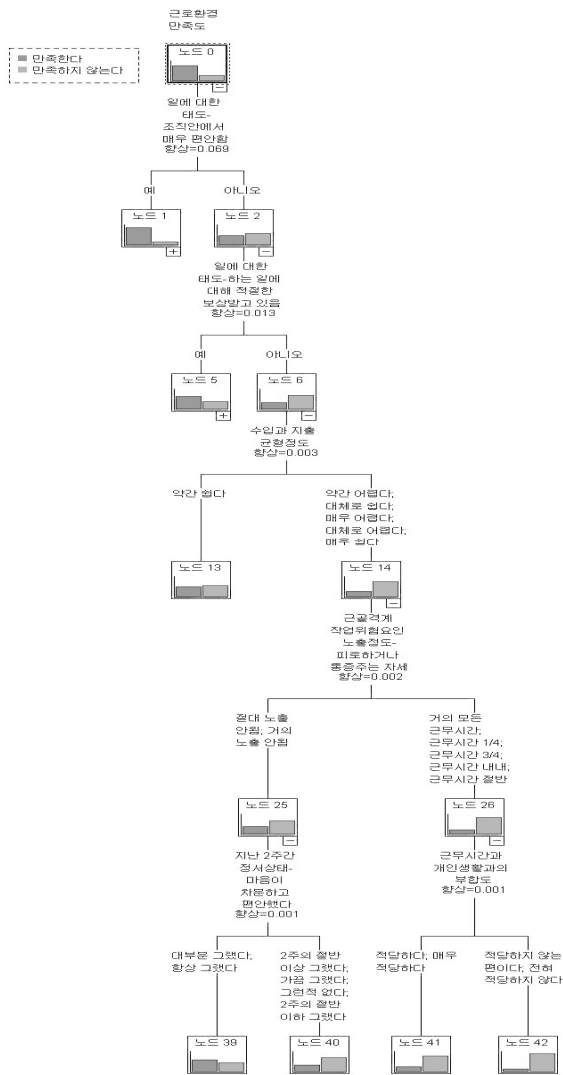 근로환경
만족도
만족한다
만족하지 않는다
노드 0
일에 대한
태도-
조직안에서
매우 편안함
향상=0.069
예
아니오
노드 1
노드 2
일에 대한
태도-하는 일에
대해 적절한
보상받고 있음
향상=0.013
예
아니오
노드 5
노드 6
수입과 지출
균형정도
향상=0.003
약간 쉽다
약간 어렵다;
대체로 쉽다;
매우 어렵다;
대체로 어렵다;
매우 쉽다
노드 13
노드 14
근골격계
작업위험요인
노출정도-
피로하거나
통증주는 자세
향상=0.002
절대 노출
안됨; 거의
노출 안됨
거의 모든
근무시간;
근무시간 1/4;
근무시간 3/4;
근무시간 내내;
근무시간 절반
노드 25
노드 26
지난 2주간
정서상태-
마음이
차분하고
편안했다
향상=0.001
근무시간과
개인생활과의
부합도
향상=0.001
대부분 그랬다;
항상 그랬다
2주의 절반
이상 그랬다;
가끔 그랬다;
그런적 없다;
2주의 절반
이하 그랬다
적당하다; 매우
적당하다
적당하지 않는
편이다; 전혀
적당하지 않다
노드 39
노드 40
노드 41
노드 42